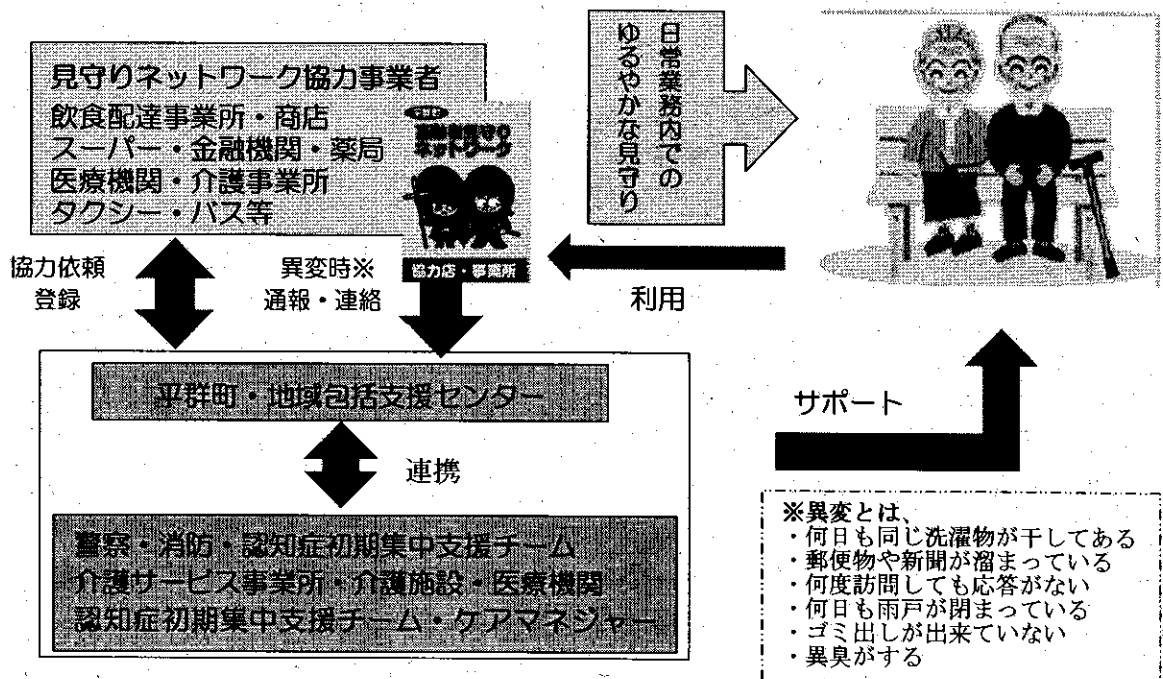 見守りネットワーク協力事業者
飲食配達事業所・商店
スーパー・金融機関・薬局
医療機関・介護事業所
タクシー・バス等
ネットワーク
協力店・事業所
日常業務内での
ゆるやかな見守り
協力依頼
登録
異変時※
通報・連絡
利用
平群町・地域包括支援センター
連携
警察・消防・認知症初期集中支援チーム
介護サービス事業所・介護施設・医療機関
認知症初期集中支援チーム・ケアマネジャー
サポート
※異変とは、
・何日も同じ洗濯物が干してある
・郵便物や新聞が溜まっている
・何度訪問しても応答がない
・何日も雨戸が閉まっている
・ゴミ出しが出来ていない
・異臭がする